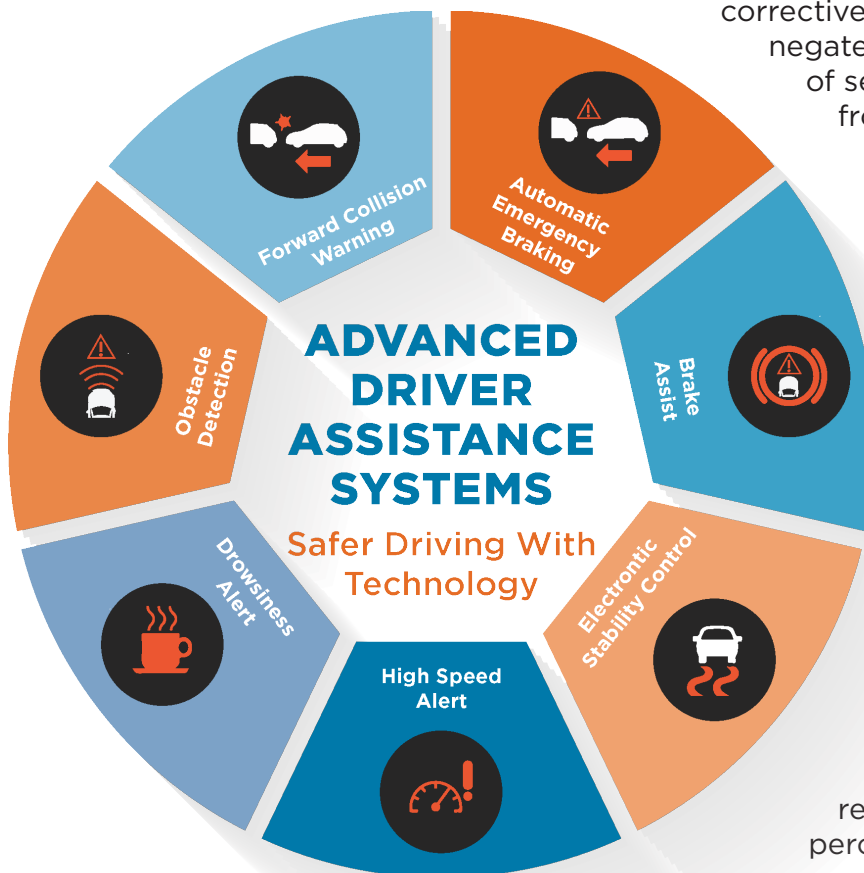 corrective
negate
of se
fre
Forward Collision
Warning
Automatic
Emergency
Braking
Brake
Assist
Electrontic
Stability Control
High Speed
Alert
Drowsiness
Alert
Obstacle
Detection
ADVANCED
DRIVER
ASSISTANCE
SYSTEMS
Safer Driving With
Technology
re
perc